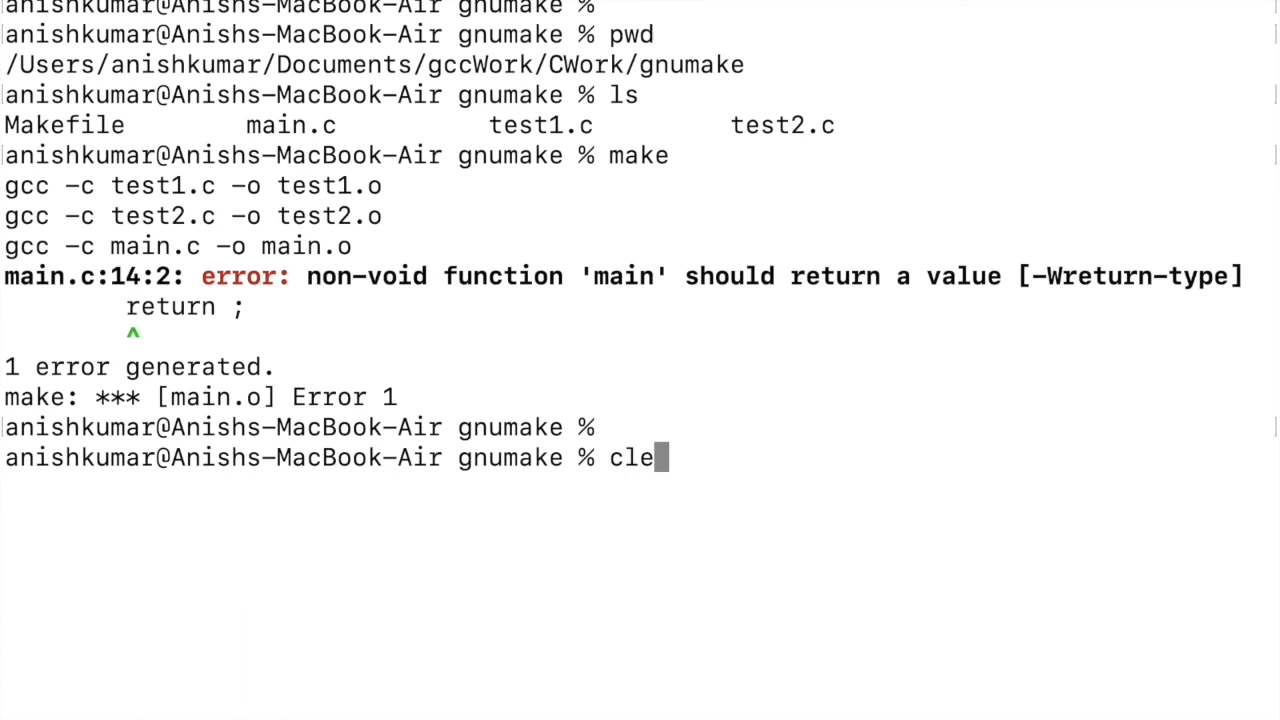 anishkumar@Anishs-MacBook-Air gnumake %
anishkumar@Anishs-MacBook-Air gnumake % pwd
/Users/anishkumar/Documents/gccWork/CWork/gnumake
anishkumar@Anishs-MacBook-Air gnumake % ls
Makefile        main.c          test1.c         test2.c
anishkumar@Anishs-MacBook-Air gnumake % make
gcc -c test1.c -o test1.o
gcc -c test2.c -o test2.o
gcc -c main.c -o main.o
main.c:14:2: error: non-void function 'main' should return a value [-Wreturn-type]
        return ;
        ^
1 error generated.
make: *** [main.o] Error 1
anishkumar@Anishs-MacBook-Air gnumake %
anishkumar@Anishs-MacBook-Air gnumake % cle